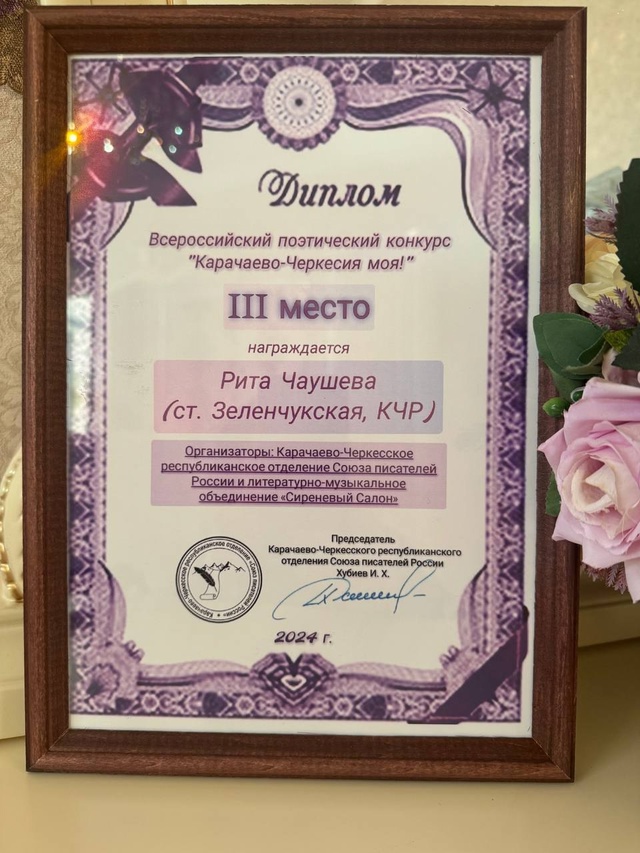 Диплом
Всероссийский поэтический конкурс
"Карачаево-Черкесия моя!"
III место
награждается
Рита Чаушева
(ст. Зеленчукская, КЧР)
Организаторы: Карачаево-Черкесское
республиканское отделение Союза писателей
России и литературно-музыкальное
объединение «Сиреневый Салон»
Председатель
Карачаево-Черкесского республиканского
отделения Союза писателей России
Хубиев И. Х.
2024 г.